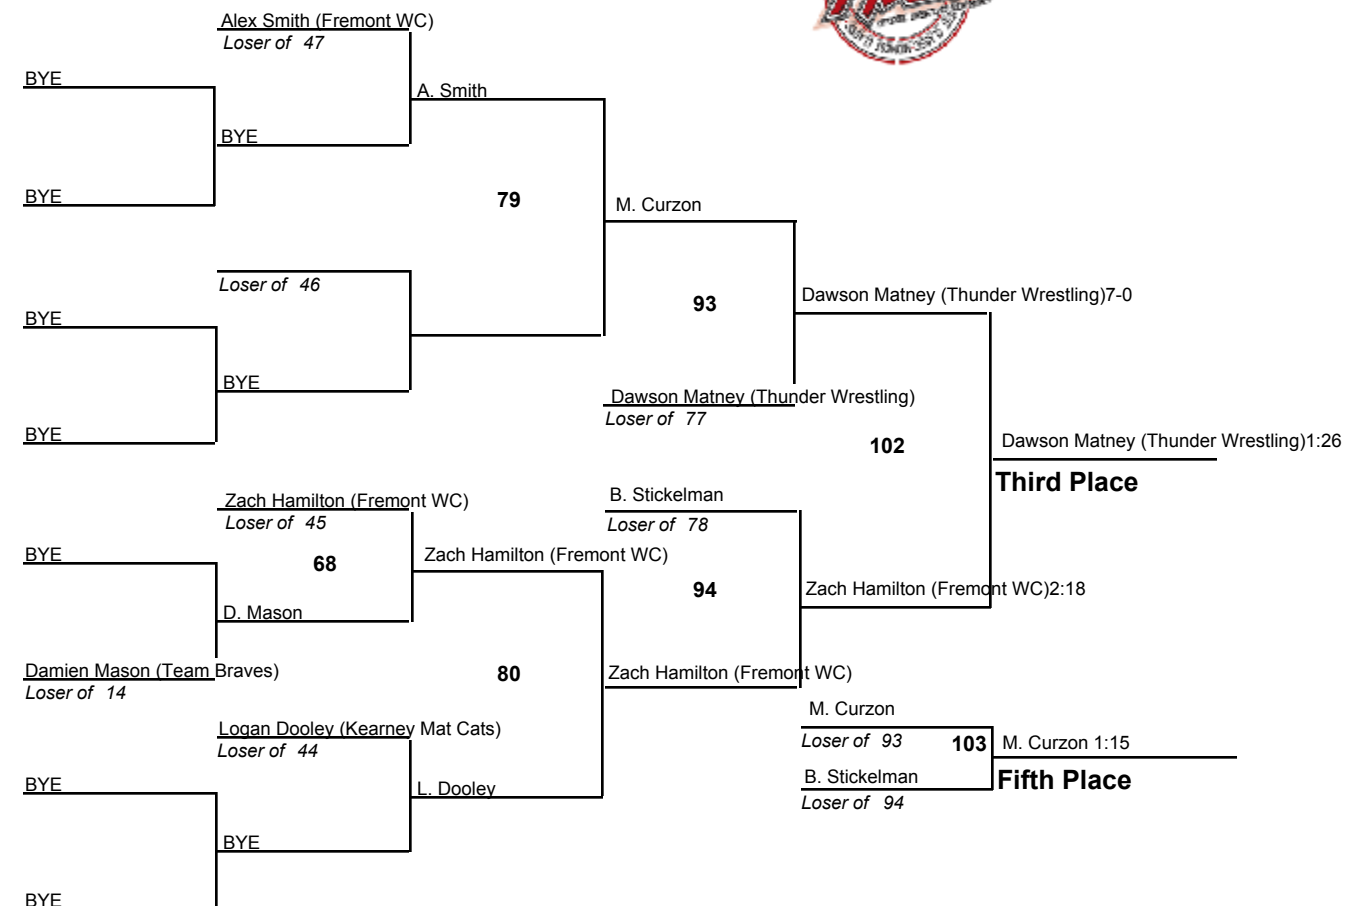 Alex Smith (Fremont WC)
Loser of 47
BYE
A. Smith
BYE
BYE
79
M. Curzon
Loser of 46
93
Dawson Matney (Thunder Wrestling)7-0
BYE
BYE
Dawson Matney (Thunder Wrestling)
Loser of 77
BYE
102
Dawson Matney (Thunder Wrestling)1:26
Third Place
Zach Hamilton (Fremont WC)
Loser of 45
B. Stickelman
Loser of 78
BYE
68
Zach Hamilton (Fremont WC)
94
Zach Hamilton (Fremont WC)2:18
D. Mason
Damien Mason (Team Braves)
Loser of 14
80
Zach Hamilton (Fremont WC)
Logan Dooley (Kearney Mat Cats)
Loser of 44
M. Curzon
Loser of 93
103
M. Curzon 1:15
Fifth Place
B. Stickelman
Loser of 94
BYE
L. Dooley
BYE
BYE